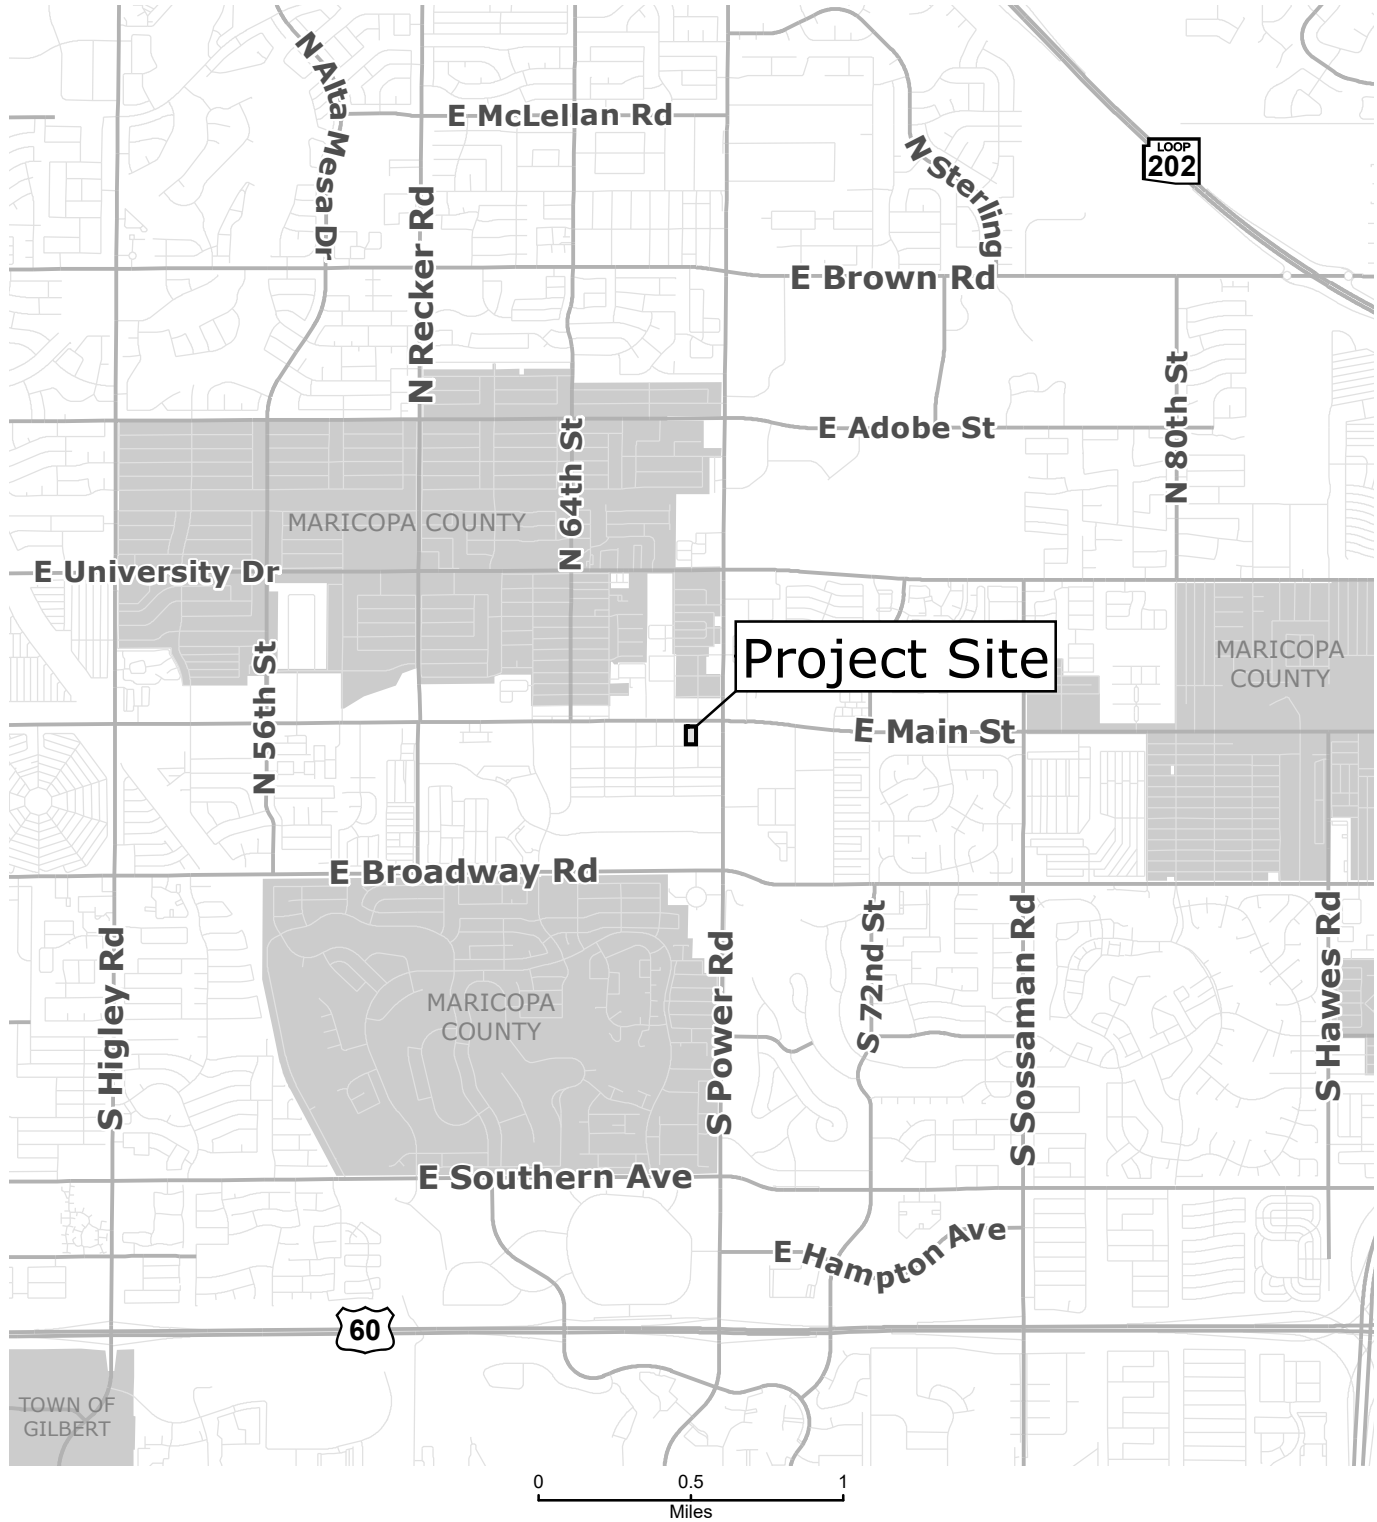 N Alta Mesa Dr
E McLellan Rd
LOOP
202
N Sterling
N Recker Rd
E Brown Rd
N 80th St
N 64th St
E Adobe St
MARICOPA COUNTY
E University Dr
Project Site
MARICOPA
COUNTY
N 56th St
E Main St
E Broadway Rd
S Higley Rd
S Power Rd
S 72nd St
S Sossaman Rd
S Hawes Rd
MARICOPA
COUNTY
E Southern Ave
E Hampton Ave
60
TOWN OF
GILBERT
0 0.5 1
Miles